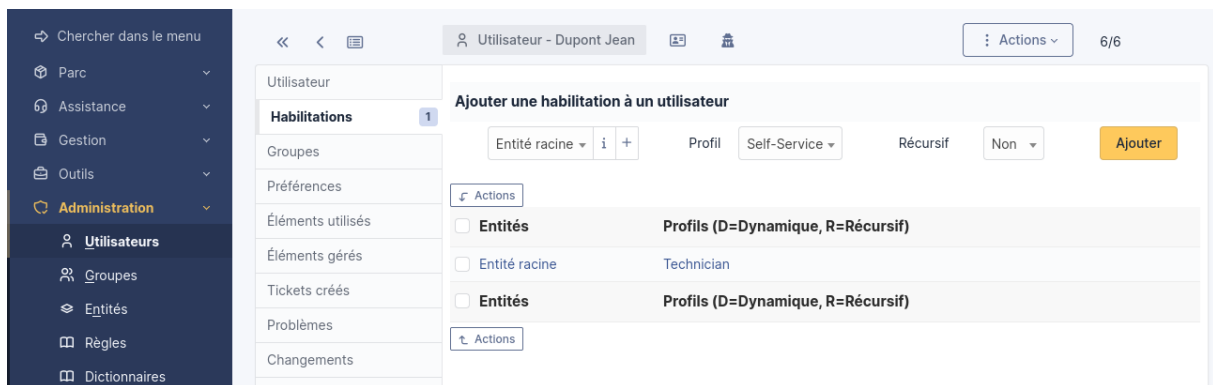 Chercher dans le menu
Parc
Assistance
Gestion
Outils
Administration
Utilisateurs
Groupes
Entités
Règles
Dictionnaires
Utilisateur - Dupont Jean
Actions
6/6
Utilisateur
Habilitations 1
Groupes
Préférences
Éléments utilisés
Éléments gérés
Tickets créés
Problèmes
Changements
Ajouter une habilitation à un utilisateur
Entité racine i + Profil Self-Service Récursif Non Ajouter
Actions
Entités Profils (D=Dynamique, R=Récursif)
Entité racine Technician
Entités Profils (D=Dynamique, R=Récursif)
Actions